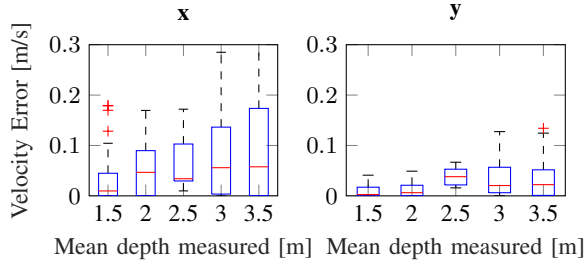 x y
Velocity Error [m/s]
0.3 0.3
0.2 0.2
0.1 0.1
0 0
1.5 2 2.5 3 3.5 1.5 2 2.5 3 3.5
Mean depth measured [m] Mean depth measured [m]